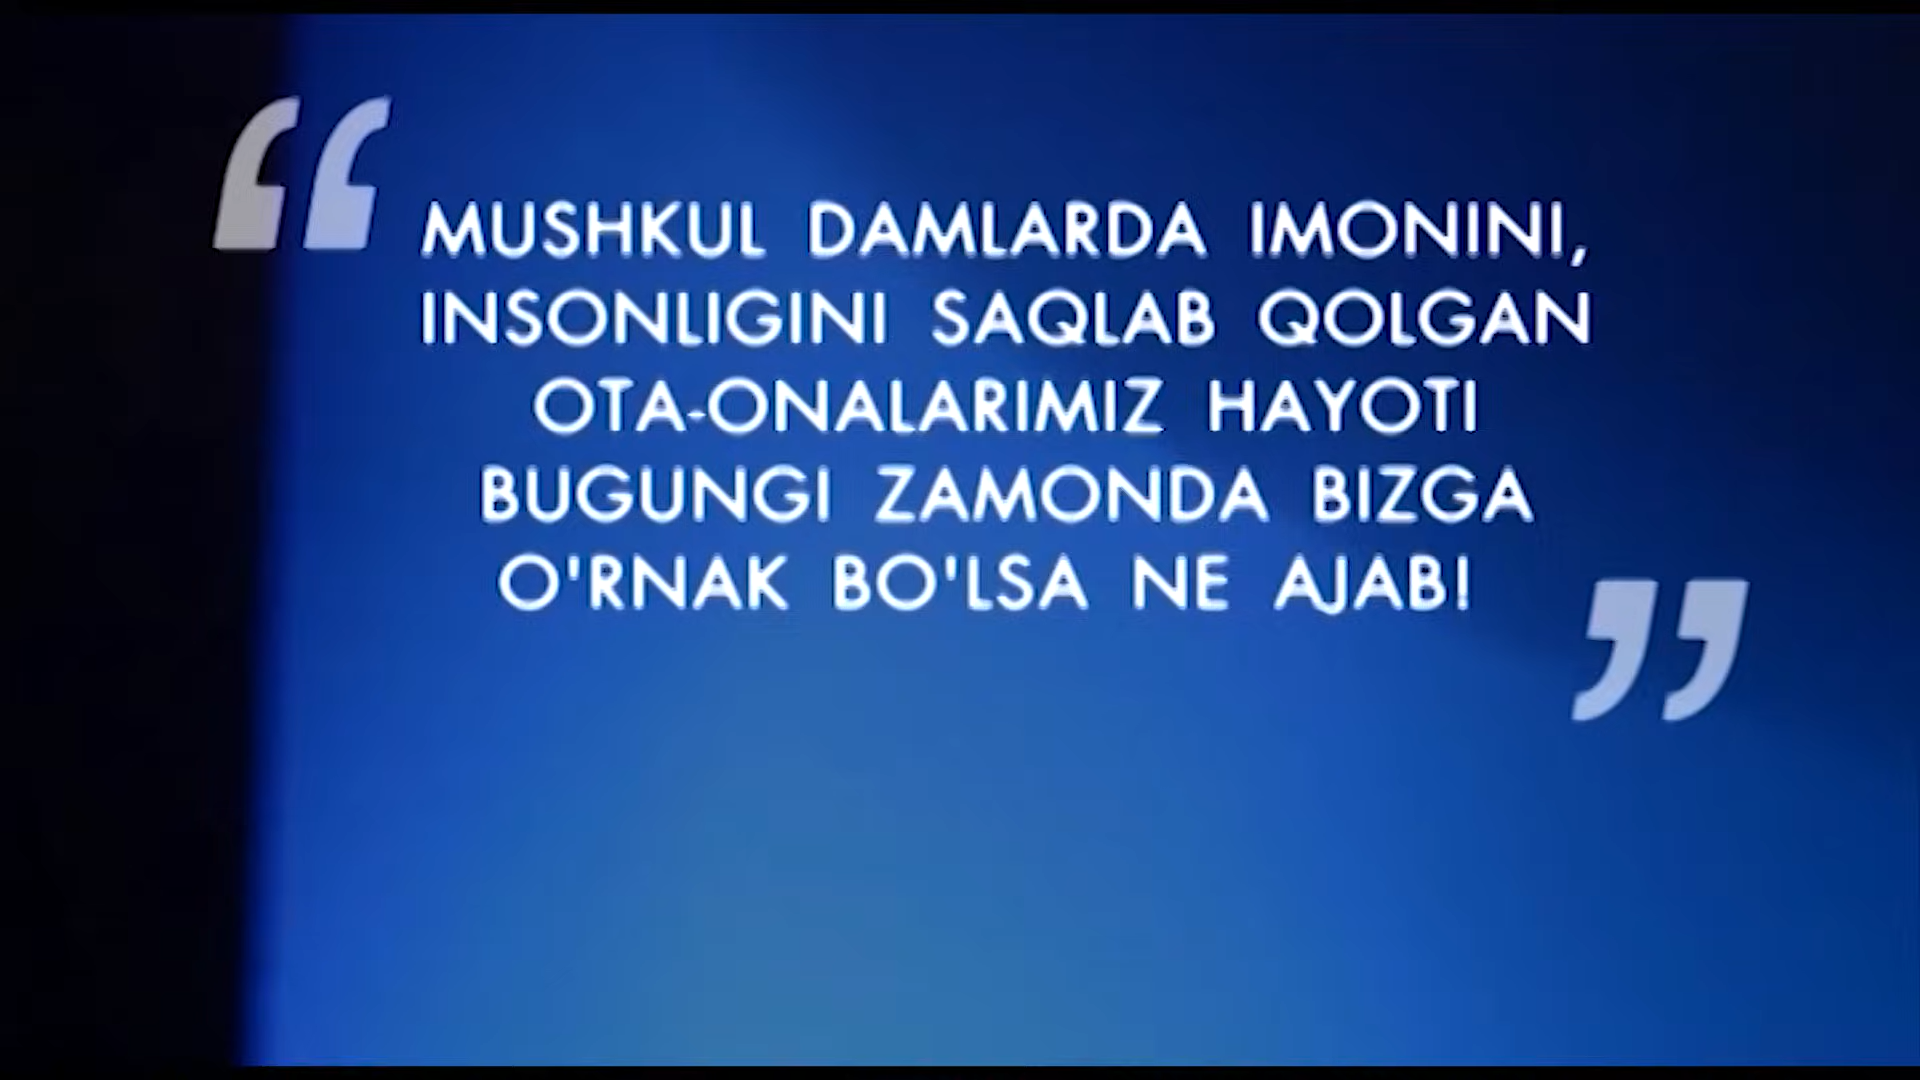 “MUSHKUL DAMLARDA IMONINI,
INSONLIGINI SAQLAB QOLGAN
OTA-ONALARIMIZ HAYOTI
BUGUNGI ZAMONDA BIZGA
O'RNAK BO'LSA NE AJAB!”